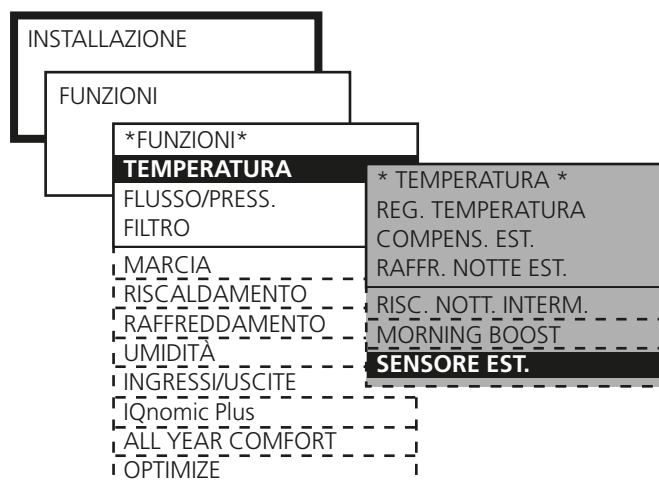 INSTALLAZIONE
FUNZIONI
*FUNZIONI*
TEMPERATURA
FLUSSO/PRESS.
FILTRO
MARCIA
RISCALDAMENTO
RAFFREDDAMENTO
UMIDITÀ
INGRESSI/USCITE
IQnomic Plus
ALL YEAR COMFORT
OPTIMIZE
* TEMPERATURA *
REG. TEMPERATURA
COMPENS. EST.
RAFFR. NOTTE EST.
RISC. NOTT. INTERM.
MORNING BOOST
SENSORE EST.